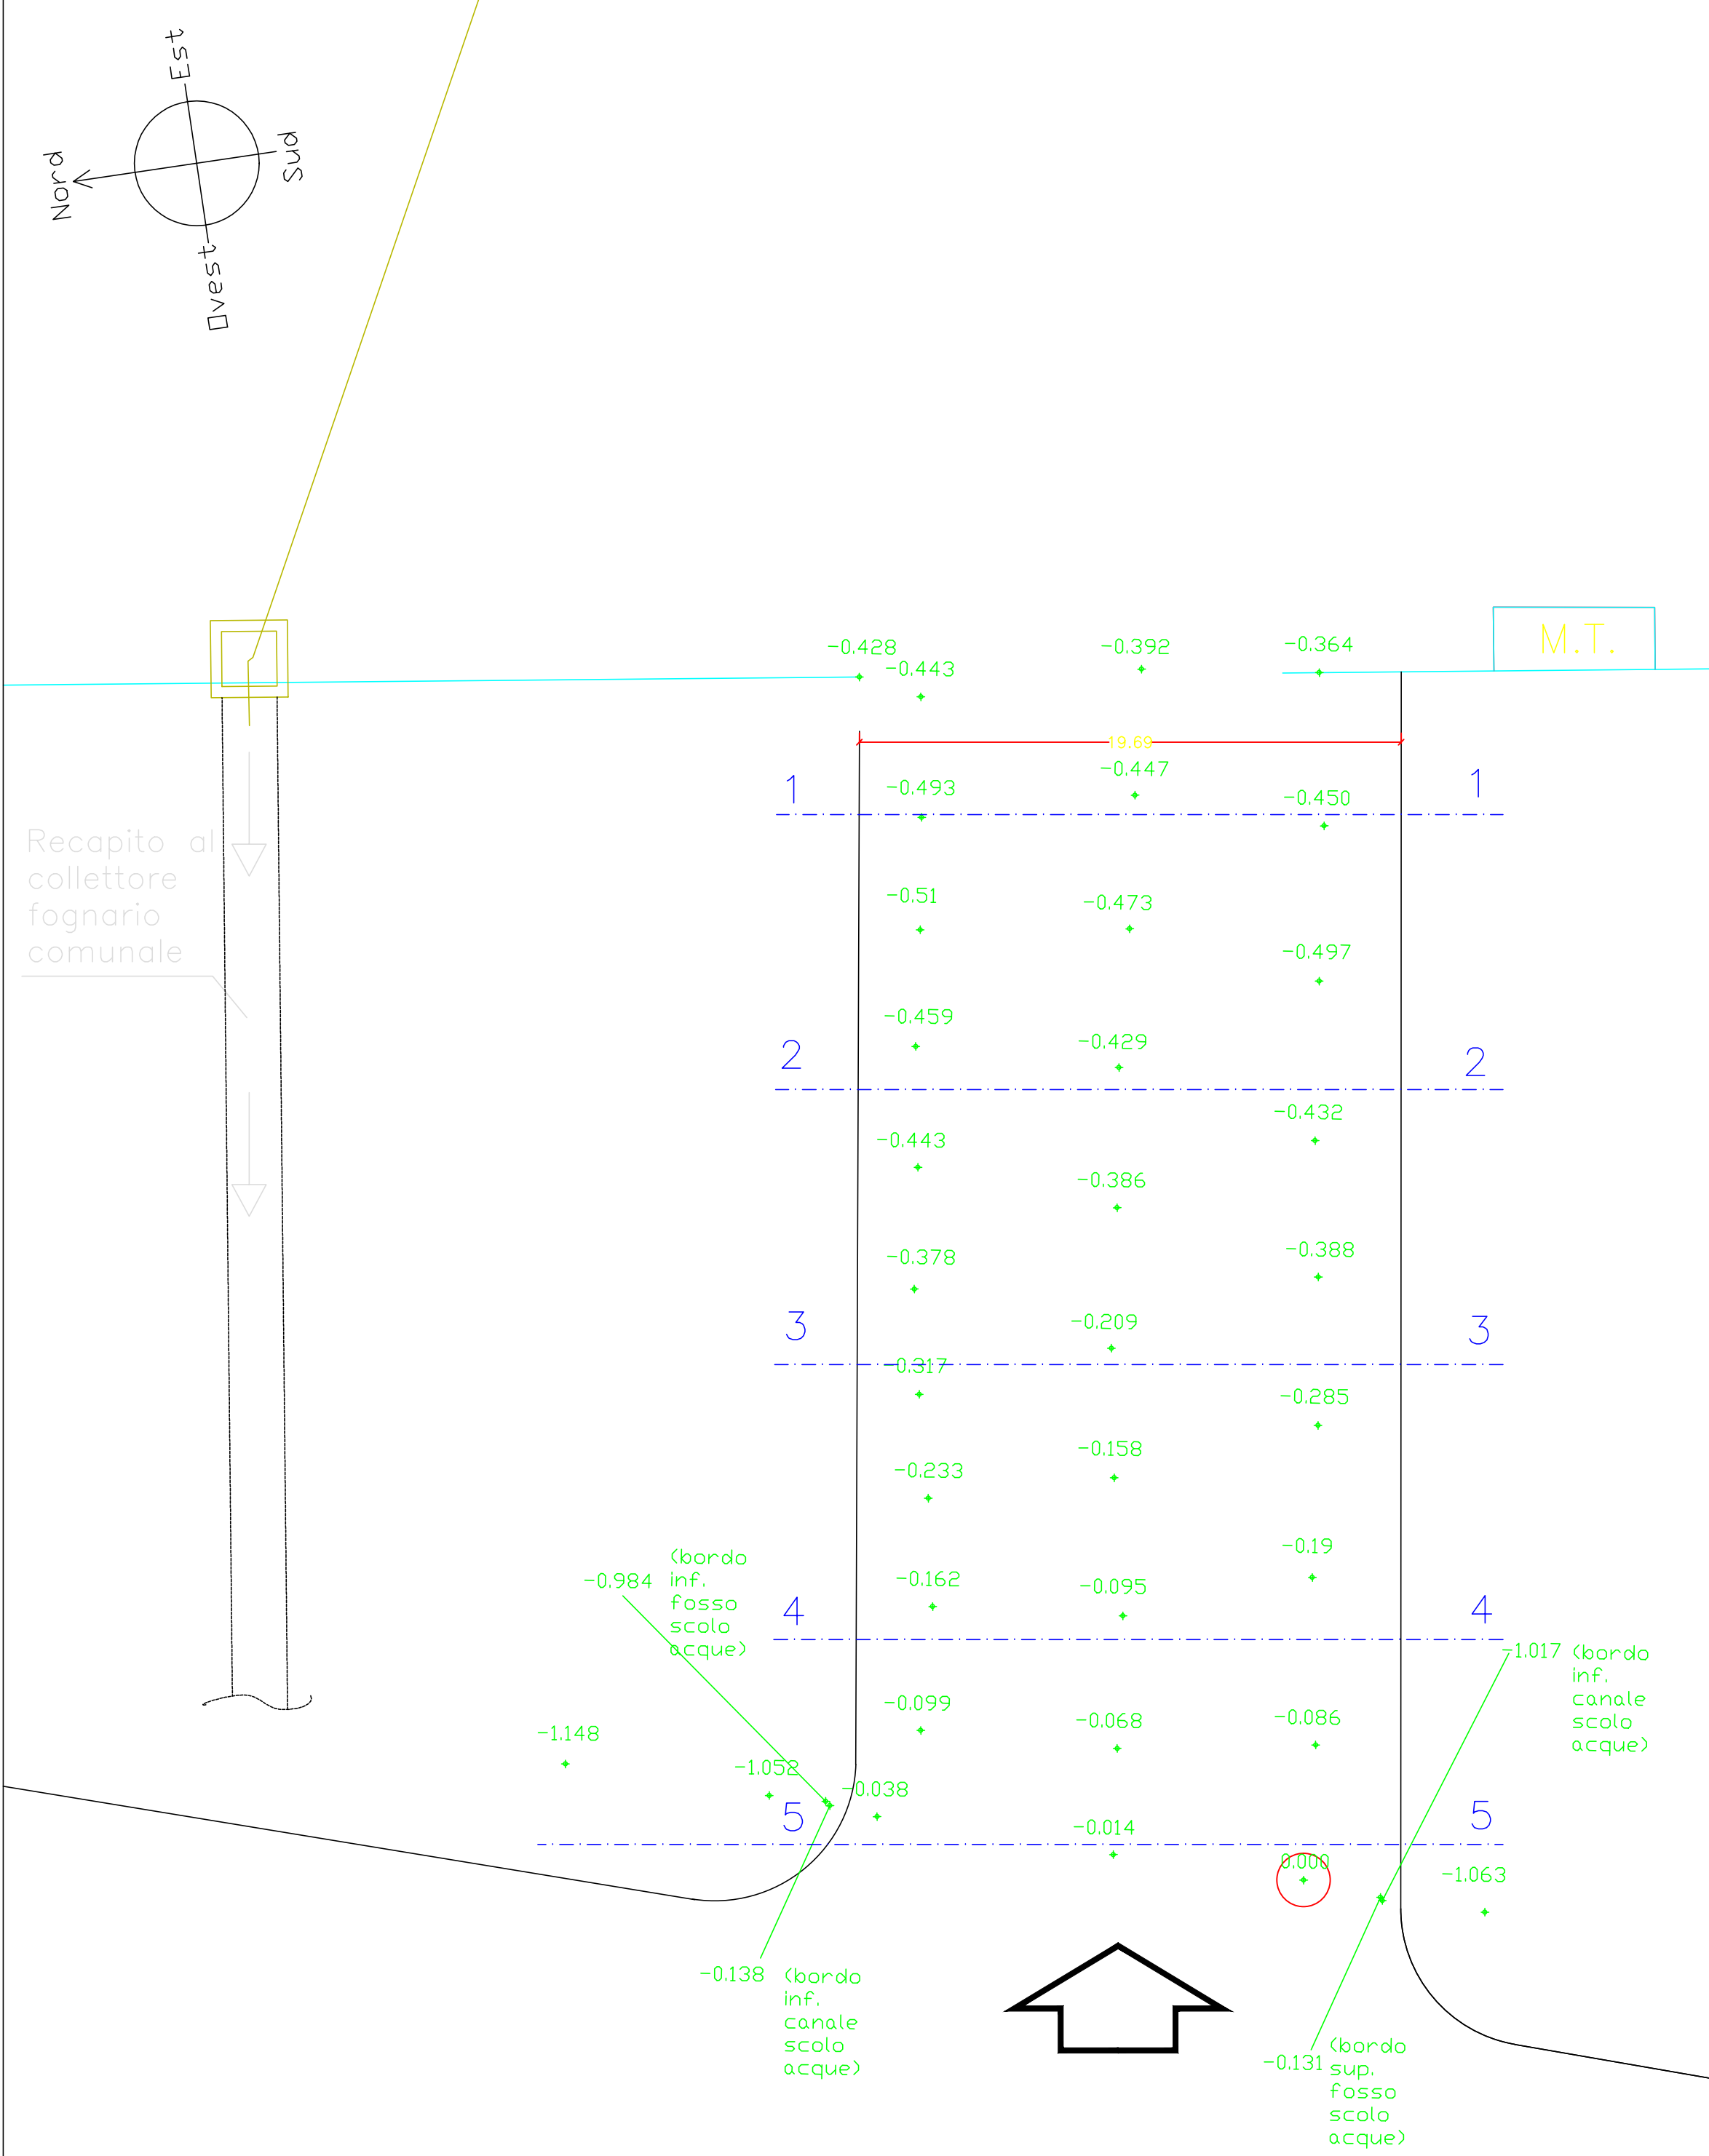 Est
Sud
Nord
Ovest
M.T.
-0.428
-0.443
-0.392
-0.364
19.69
1
-0.493
-0.447
-0.450
1
Recapito al
collettore
fognario
comunale
-0.51
-0.473
-0.497
-0.459
-0.429
2
2
-0.432
-0.443
-0.386
-0.378
-0.388
3
-0.209
3
-0.317
-0.285
-0.158
-0.233
-0.19
-0.984
(bordo
inf.
fosso
scolo
acque)
-0.162
-0.095
4
4
-1.017
(bordo
inf.
canale
scolo
acque)
-0.099
-0.068
-0.086
-1.148
-1.052
-0.038
5
-0.014
5
0.000
-1.063
-0.138
(bordo
inf.
canale
scolo
acque)
-0.131
(bordo
sup.
fosso
scolo
acque)